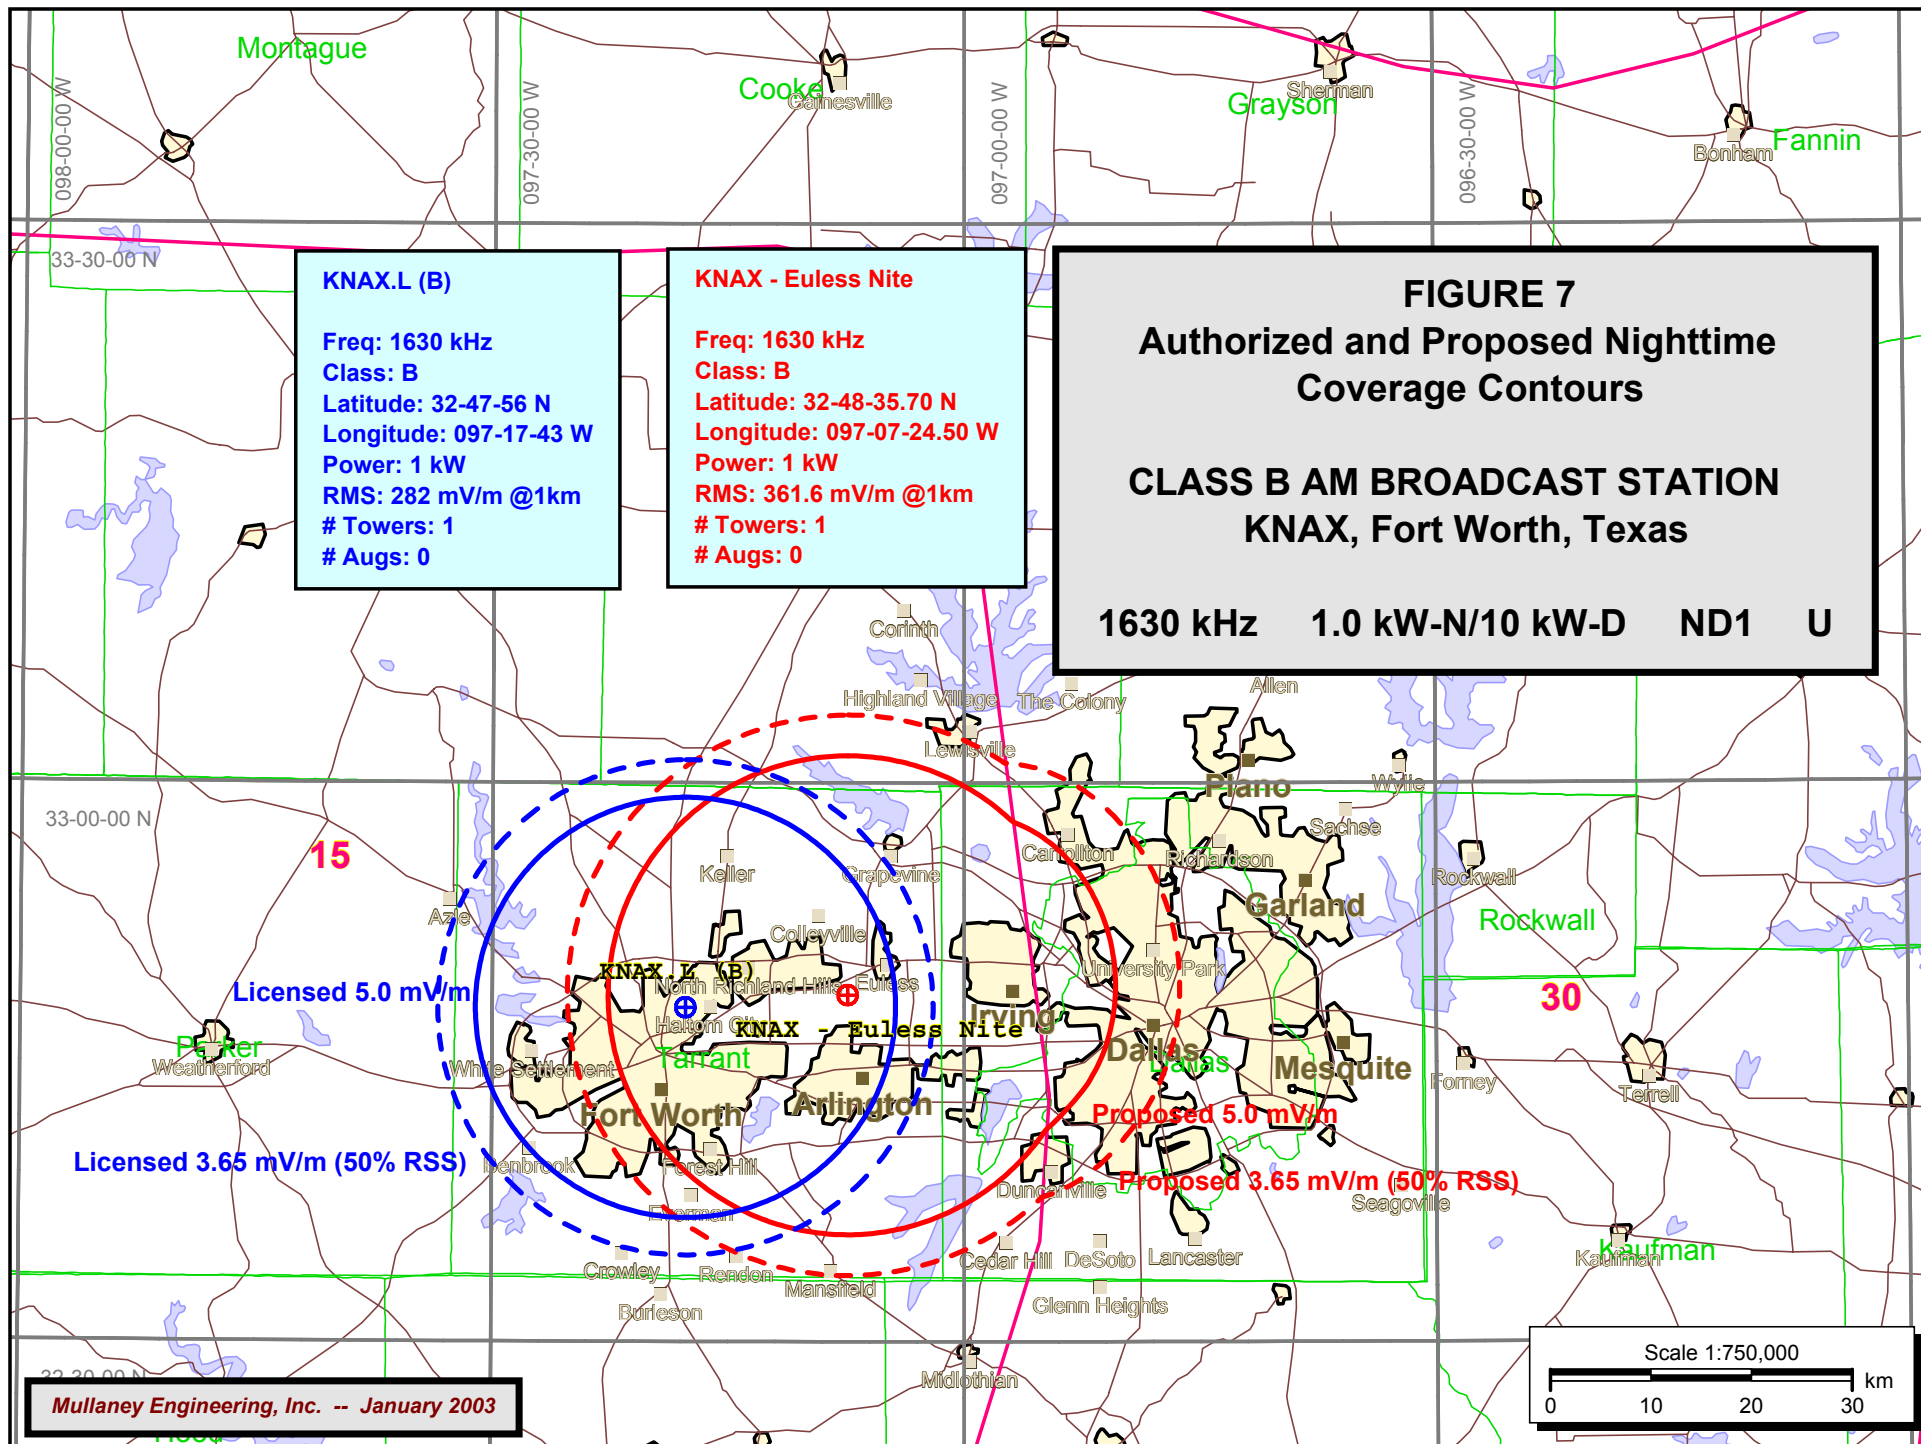 Montague
Cooke
Gainesville
Grayson
Sherman
Bonham
Fannin
098-00-00 W
097-30-00 W
097-00-00 W
096-30-00 W
33-30-00 N
KNAX.L (B)
Freq: 1630 kHz
Class: B
Latitude: 32-47-56 N
Longitude: 097-17-43 W
Power: 1 kW
RMS: 282 mV/m @1km
# Towers: 1
# Augs: 0
KNAX - Euless Nite
Freq: 1630 kHz
Class: B
Latitude: 32-48-35.70 N
Longitude: 097-07-24.50 W
Power: 1 kW
RMS: 361.6 mV/m @1km
# Towers: 1
# Augs: 0
FIGURE 7
Authorized and Proposed Nighttime
Coverage Contours
CLASS B AM BROADCAST STATION
KNAX, Fort Worth, Texas
1630 kHz 1.0 kW-N/10 kW-D ND1 U
Corinth
Highland Village
The Colony
Allen
Lewisville
Plano
Wylie
33-00-00 N
15
Sachse
Carrollton
Richardson
Keller
Grapevine
Rockwall
Azle
Garland
Rockwall
Colleyville
KNAX.L (B)
University Park
North Richland Hills
Euless
Licensed 5.0 mV/m
30
Haltom City
KNAX - Euless Nite
Irving
Parker
Weatherford
White Settlement
Tarrant
Dallas
Dallas
Mesquite
Forney
Terrell
Fort Worth
Arlington
Proposed 5.0 mV/m
Licensed 3.65 mV/m (50% RSS)
Benbrook
Forest Hill
Duncanville
Proposed 3.65 mV/m (50% RSS)
Seagoville
Everman
Crowley
Rendon
Mansfield
Cedar Hill
DeSoto
Lancaster
Kaufman
Kaufman
Burleson
Glenn Heights
Midlothian
32-30-00 N
Mullaney Engineering, Inc. -- January 2003
Hood
Scale 1:750,000
km
0 10 20 30